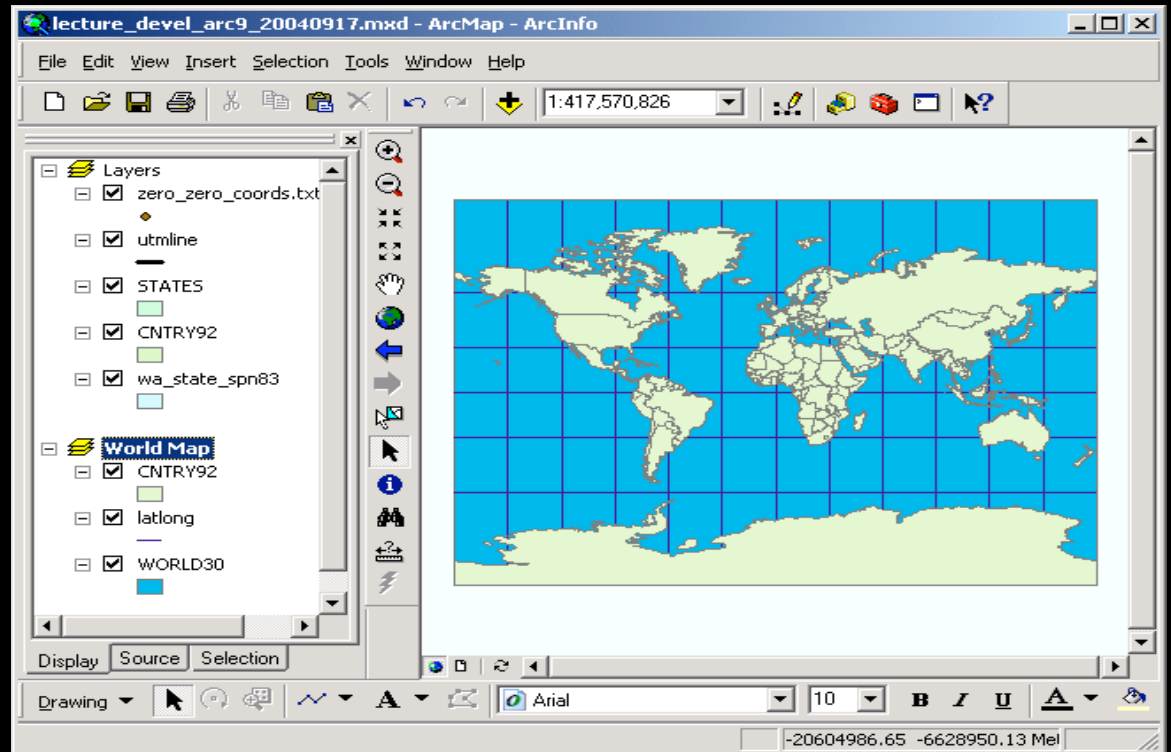 lecture_devel_arc9_20040917.mxd - ArcMap - ArcInfo
File Edit View Insert Selection Tools Window Help
1:417,570,826
Layers
zero_zero_coords.txt
utmline
STATES
CNTRY92
wa_state_spn83
World Map
CNTRY92
latlong
WORLD30
Display Source Selection
Drawing A Arial 10 B I U A
-20604986.65 -6628950.13 Met